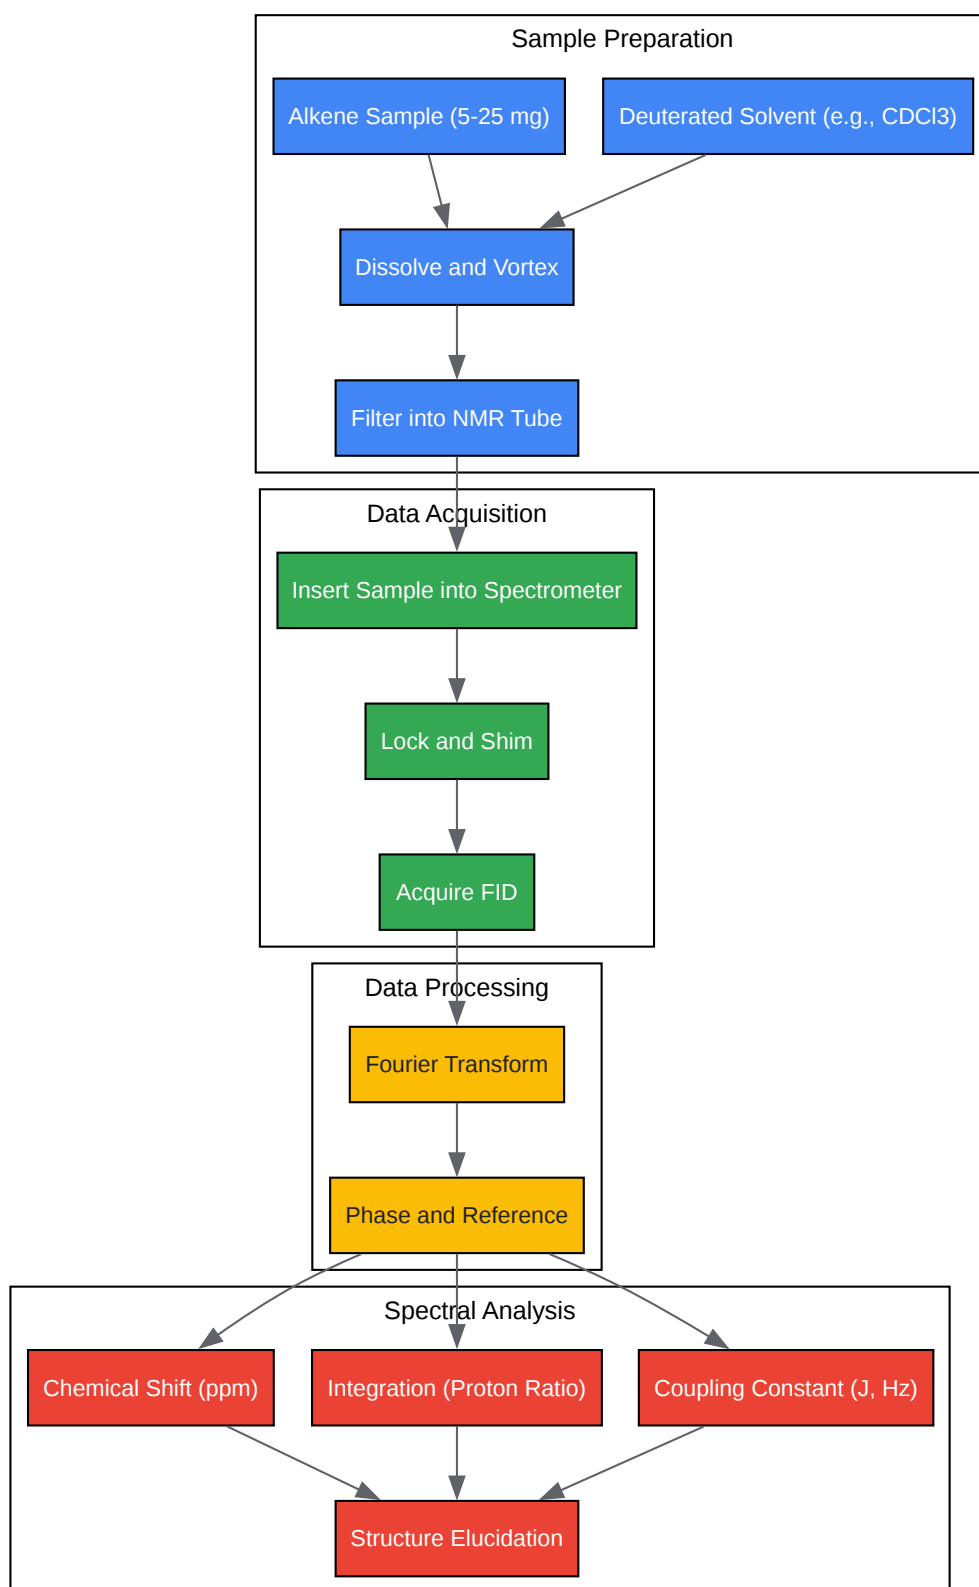 Sample Preparation
Alkene Sample (5-25 mg)
Deuterated Solvent (e.g., CDCl3)
Dissolve and Vortex
Filter into NMR Tube
Data Acquisition
Insert Sample into Spectrometer
Lock and Shim
Acquire FID
Data Processing
Fourier Transform
Phase and Reference
Spectral Analysis
Chemical Shift (ppm)
Integration (Proton Ratio)
Coupling Constant (J, Hz)
Structure Elucidation